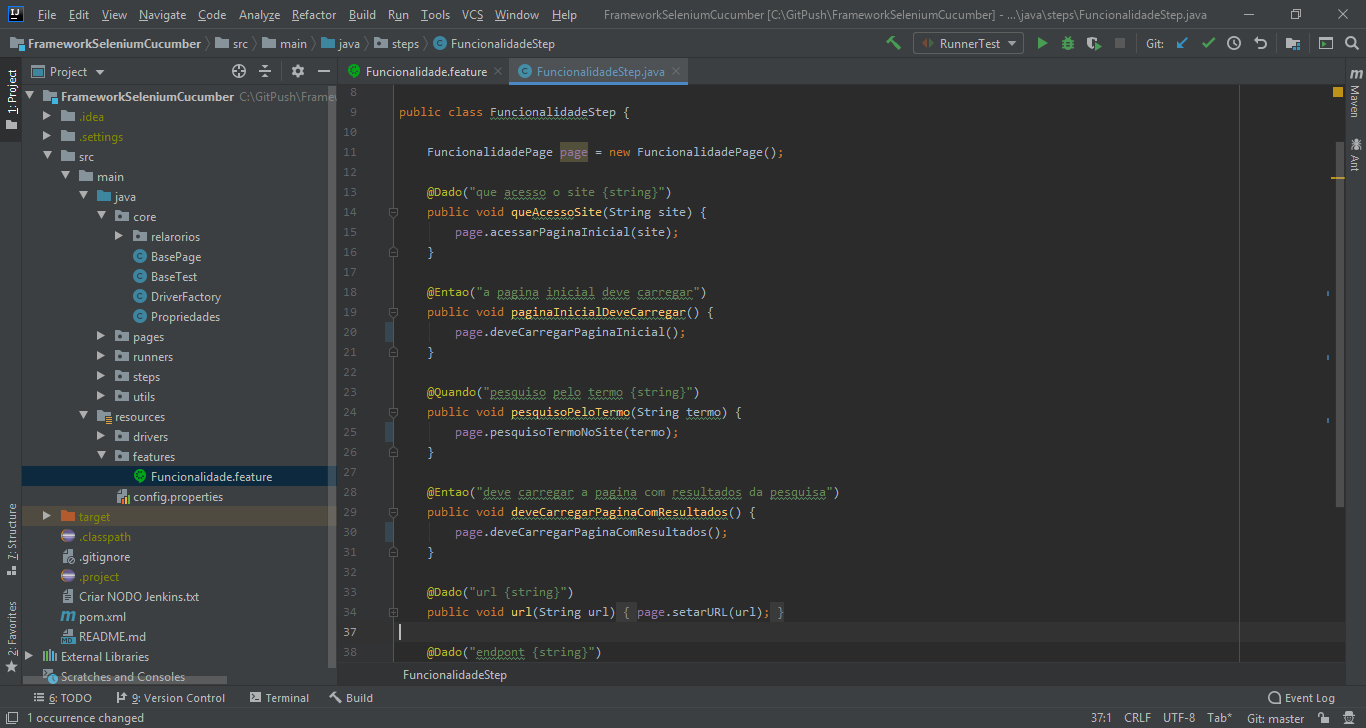 File Edit View Navigate Code Analyze Refactor Build Run Tools VCS Window Help FrameworkSeleniumCucumber [C:\GitPush\FrameworkSeleniumCucumber] - ...\java\steps\FuncionalidadeStep.java
FrameworkSeleniumCucumber src main java steps FuncionalidadeStep RunnerTest Git:
Project
Funcionalidade.feature
FuncionalidadeStep.java
1: Project
7: Structure
2: Favorites
FrameworkSeleniumCucumber C:\GitPush\Framew
.idea
.settings
src
main
java
core
relarorios
BasePage
BaseTest
DriverFactory
Propriedades
pages
runners
steps
utils
resources
drivers
features
Funcionalidade.feature
config.properties
target
.classpath
.gitignore
.project
Criar NODO Jenkins.txt
pom.xml
README.md
External Libraries
Scratches and Consoles
8
9 public class FuncionalidadeStep {
10
11 FuncionalidadePage page = new FuncionalidadePage();
12
13 @Dado("que acesso o site {string}")
14 public void queAcessoSite(String site) {
15 page.acessarPaginaInicial(site);
16 }
17
18 @Entao("a pagina inicial deve carregar")
19 public void paginaInicialDeveCarregar() {
20 page.deveCarregarPaginaInicial();
21 }
22
23 @Quando("pesquiso pelo termo {string}")
24 public void pesquisoPeloTermo(String termo) {
25 page.pesquisoTermoNoSite(termo);
26 }
27
28 @Entao("deve carregar a pagina com resultados da pesquisa")
29 public void deveCarregarPaginaComResultados() {
30 page.deveCarregarPaginaComResultados();
31 }
32
33 @Dado("url {string}")
34 public void url(String url) { page.setarURL(url); }
37
38 @Dado("endpont {string}")
FuncionalidadeStep
Maven
Ant
6: TODO 9: Version Control Terminal Build Event Log
1 occurrence changed 37:1 CRLF UTF-8 Tab* Git: master